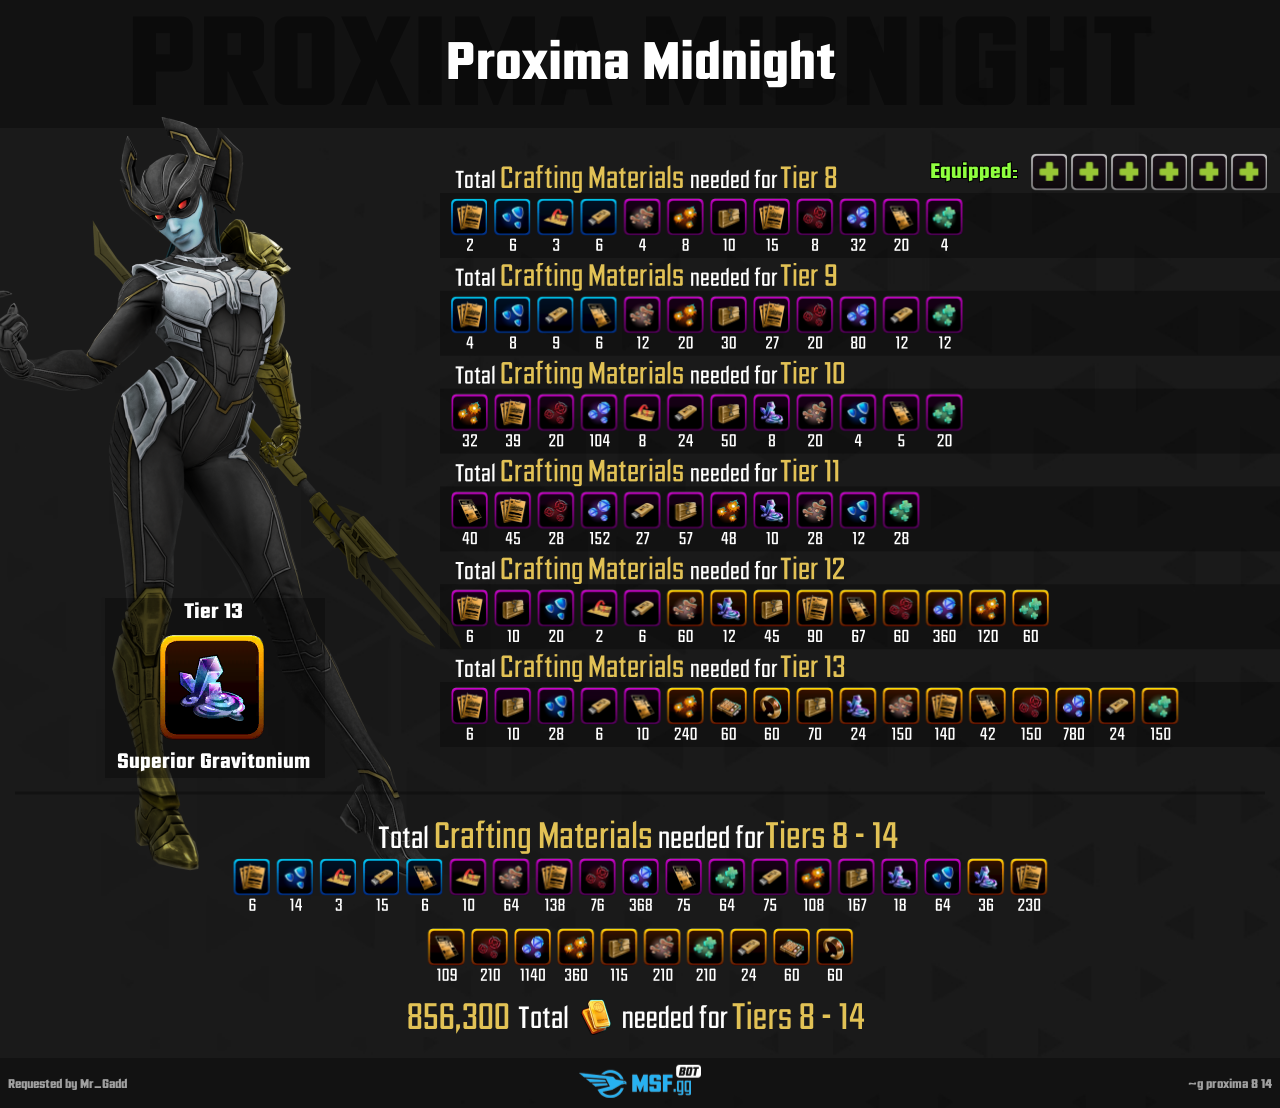 PROXIMA MIDNIGHT
Proxima Midnight
Equipped:
Total Crafting Materials needed for Tier 8
2 6 3 6 4 8 10 15 8 32 20 4
Total Crafting Materials needed for Tier 9
4 8 9 6 12 20 30 27 20 80 12 12
Total Crafting Materials needed for Tier 10
32 39 20 104 8 24 50 8 20 4 5 20
Total Crafting Materials needed for Tier 11
40 45 28 152 27 57 48 10 28 12 28
Total Crafting Materials needed for Tier 12
6 10 20 2 6 60 12 45 90 67 60 360 120 60
Total Crafting Materials needed for Tier 13
6 10 28 6 10 240 60 60 70 24 150 140 42 150 780 24 150
Tier 13
Superior Gravitonium
Total Crafting Materials needed for Tiers 8 - 14
6 14 3 15 6 10 64 138 76 368 75 64 75 108 167 18 64 36 230
109 210 1140 360 115 210 210 24 60 60
856,300 Total needed for Tiers 8 - 14
Requested by Mr_Gadd
MSF.gg BOT
~g proxima 8 14